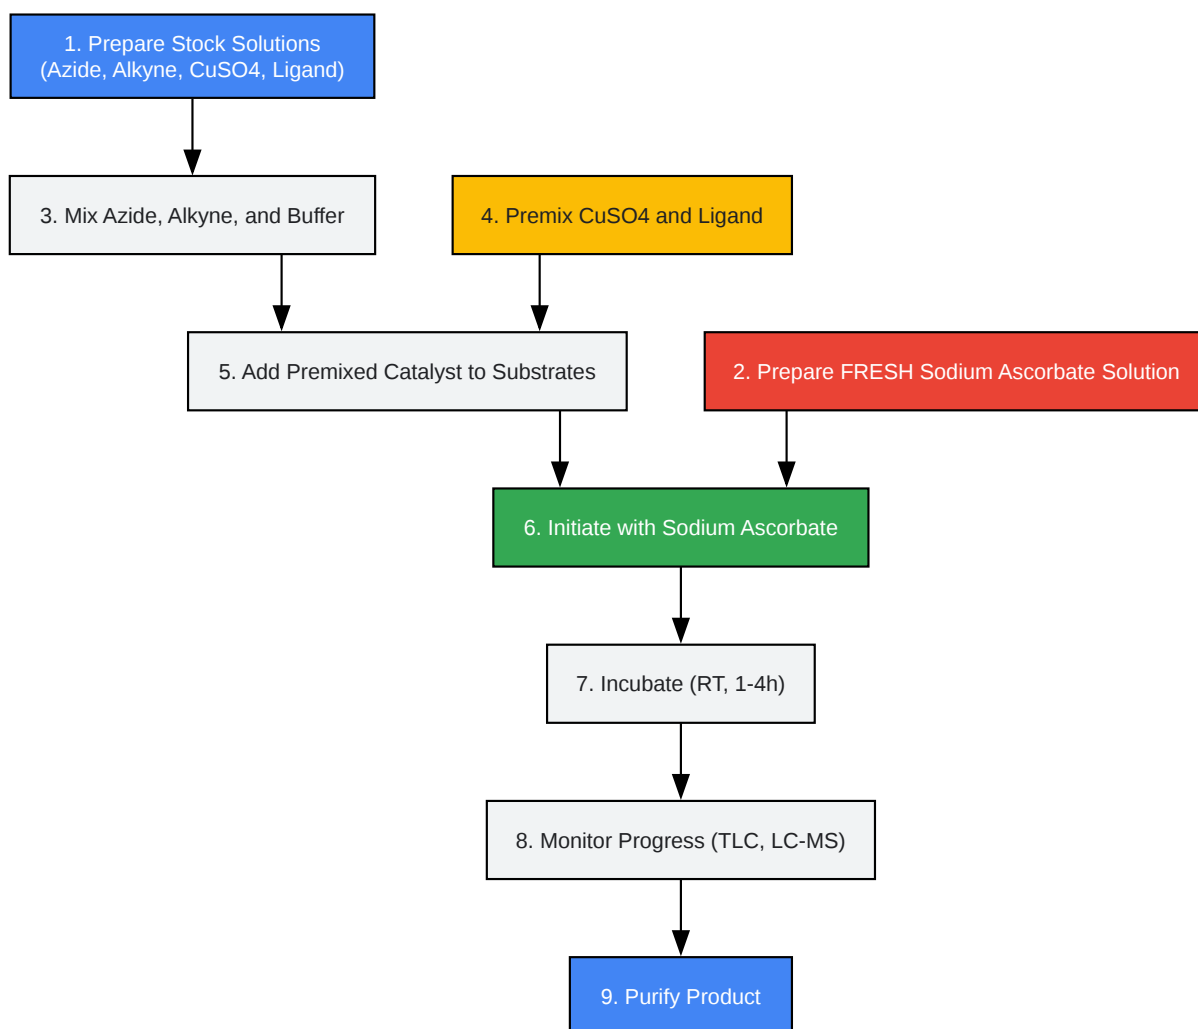 1. Prepare Stock Solutions
(Azide, Alkyne, CuSO4, Ligand)
3. Mix Azide, Alkyne, and Buffer
4. Premix CuSO4 and Ligand
5. Add Premixed Catalyst to Substrates
2. Prepare FRESH Sodium Ascorbate Solution
6. Initiate with Sodium Ascorbate
7. Incubate (RT, 1-4h)
8. Monitor Progress (TLC, LC-MS)
9. Purify Product